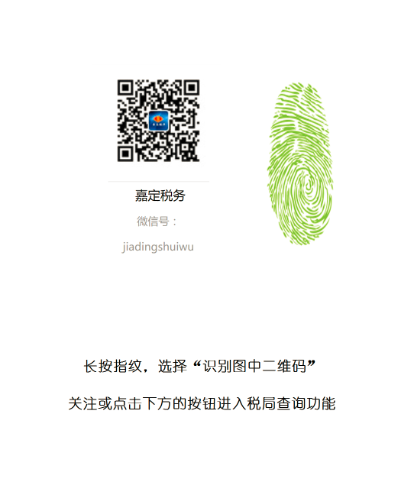 嘉定税务
微信号：
jiadingshuiwu
长按指纹，选择“识别图中二维码”
关注或点击下方的按钮进入税局查询功能